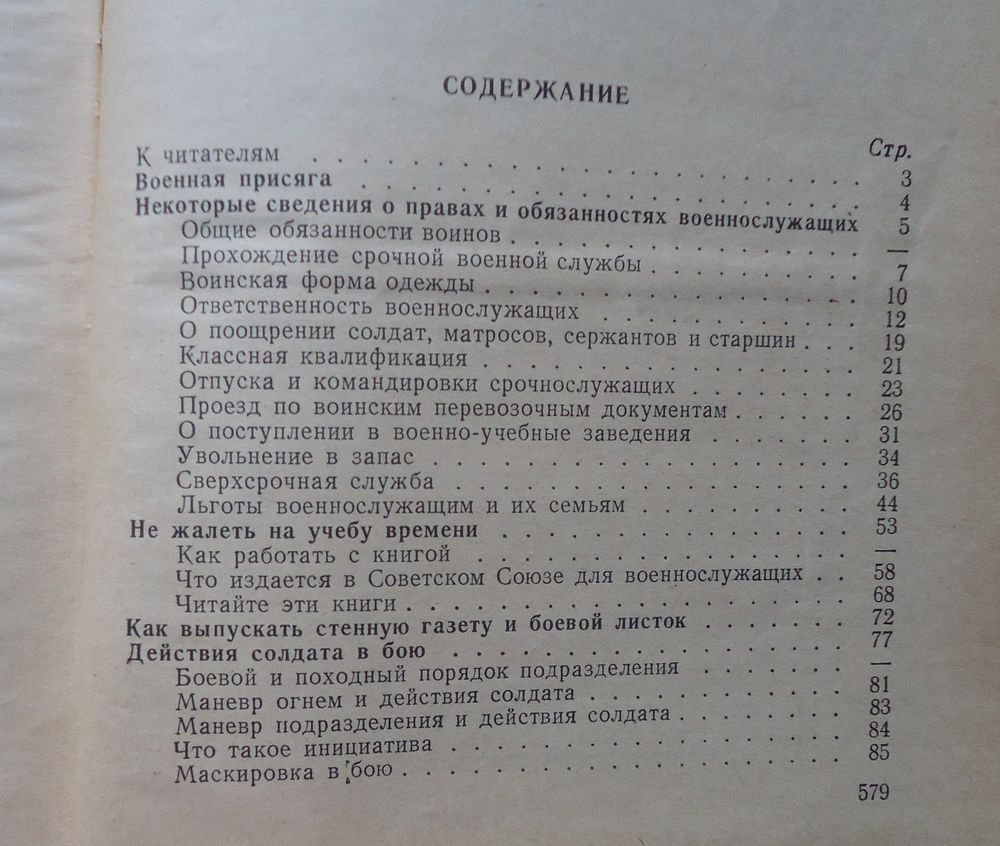 СОДЕРЖАНИЕ
Стр.
К читателям . . . . . . . . . . . . . . . . 3
Военная присяга . . . . . . . . . . . . . . . 4
Некоторые сведения о правах и обязанностях военнослужащих 5
Общие обязанности воинов . . . . . . . . . . . —
Прохождение срочной военной службы . . . . . . . 7
Воинская форма одежды . . . . . . . . . . . . 10
Ответственность военнослужащих . . . . . . . . . 12
О поощрении солдат, матросов, сержантов и старшин . . . 19
Классная квалификация . . . . . . . . . . . . 21
Отпуска и командировки срочнослужащих . . . . . . 23
Проезд по воинским перевозочным документам . . . . . 26
О поступлении в военно-учебные заведения . . . . . . 31
Увольнение в запас . . . . . . . . . . . . . . 34
Сверхсрочная служба . . . . . . . . . . . . . 36
Льготы военнослужащим и их семьям . . . . . . . 44
Не жалеть на учебу времени . . . . . . . . . . . 53
Как работать с книгой . . . . . . . . . . . . . —
Что издается в Советском Союзе для военнослужащих . . 58
Читайте эти книги . . . . . . . . . . . . . . . 68
Как выпускать стенную газету и боевой листок . . . . . . 72
Действия солдата в бою . . . . . . . . . . . . . 77
Боевой и походный порядок подразделения . . . . . . —
Маневр огнем и действия солдата . . . . . . . . . 81
Маневр подразделения и действия солдата . . . . . . . 83
Что такое инициатива . . . . . . . . . . . . . 84
Маскировка в бою . . . . . . . . . . . . . . . 85
579